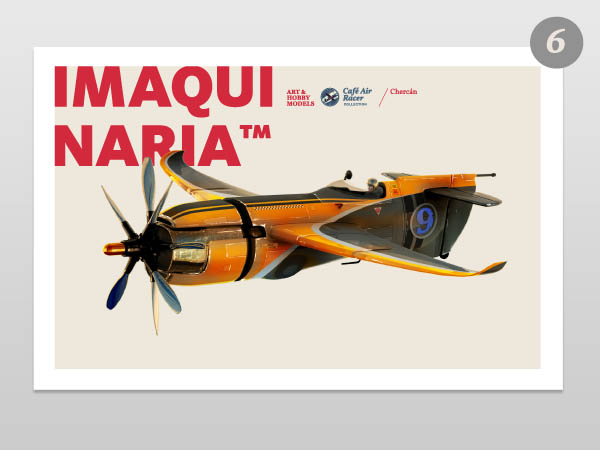 6
IMAQUI
NARIA™
ART &
HOBBY
MODELS
Café Air
Racer
COLLECTION
Chercán
9